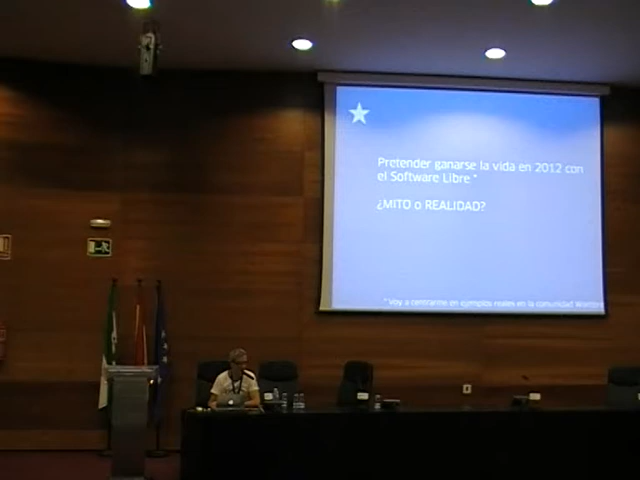 Pretender ganarse la vida en 2012 con
el Software Libre *
¿MITO o REALIDAD?
* Voy a centrarme en ejemplos reales en la comunidad